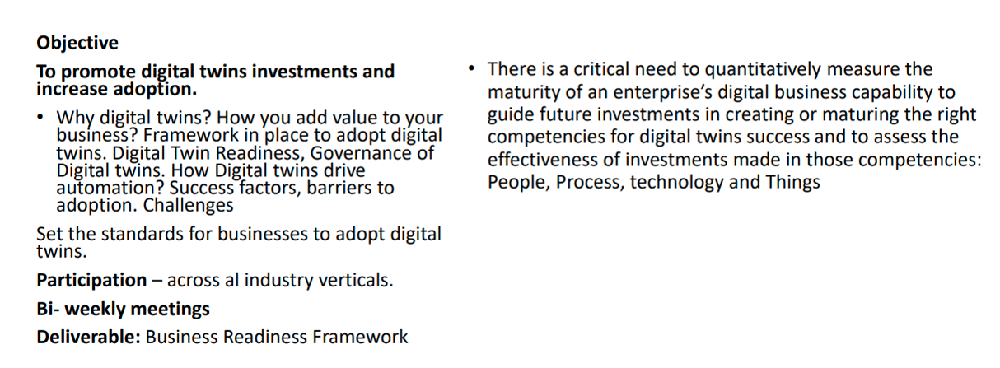 Objective
To promote digital twins investments and
increase adoption.
• Why digital twins? How you add value to your
business? Framework in place to adopt digital
twins. Digital Twin Readiness, Governance of
Digital twins. How Digital twins drive
automation? Success factors, barriers to
adoption. Challenges
Set the standards for businesses to adopt digital
twins.
Participation – across al industry verticals.
Bi- weekly meetings
Deliverable: Business Readiness Framework
• There is a critical need to quantitatively measure the
maturity of an enterprise’s digital business capability to
guide future investments in creating or maturing the right
competencies for digital twins success and to assess the
effectiveness of investments made in those competencies:
People, Process, technology and Things